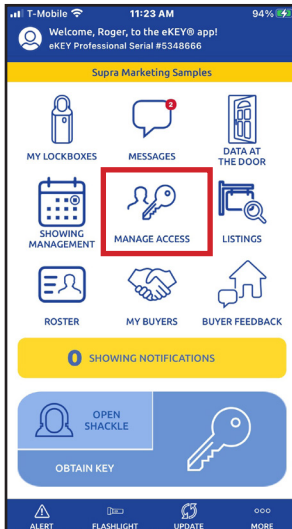 T-Mobile 11:23 AM 94%
Welcome, Roger, to the eKEY® app!
eKEY Professional Serial #5348666
Supra Marketing Samples
2
MY LOCKBOXES MESSAGES DATA AT
THE DOOR
SHOWING
MANAGEMENT MANAGE ACCESS LISTINGS
ROSTER MY BUYERS BUYER FEEDBACK
0 SHOWING NOTIFICATIONS
OPEN
SHACKLE
OBTAIN KEY
ALERT FLASHLIGHT UPDATE MORE